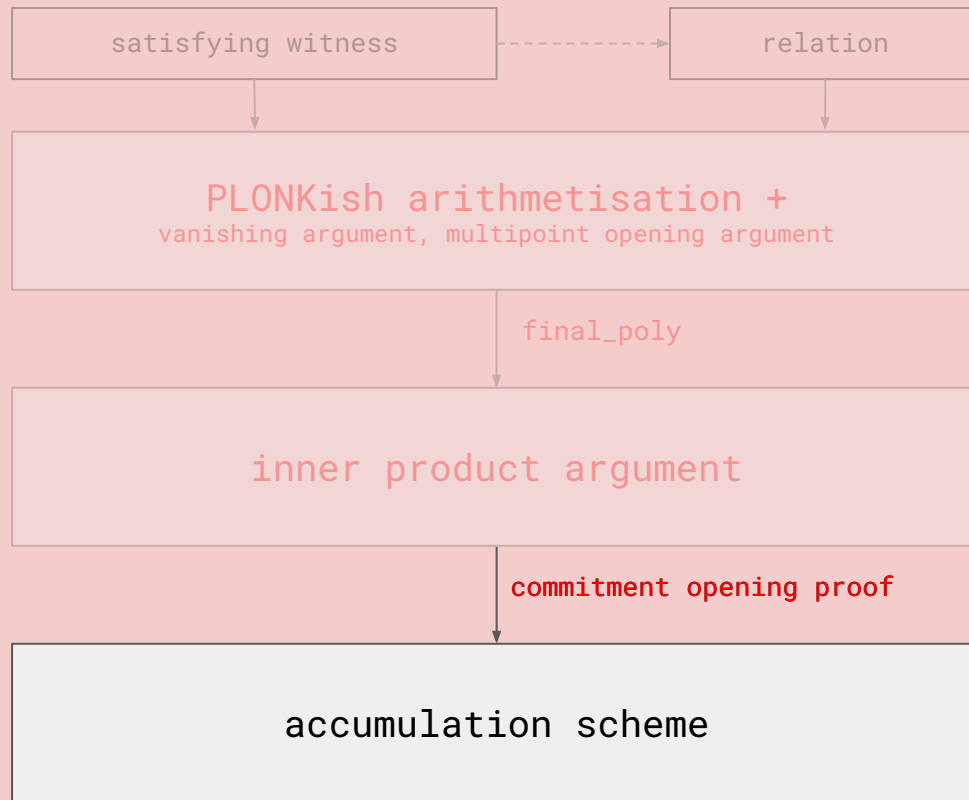 satisfying witness
relation
PLONKish arithmetisation +
vanishing argument, multipoint opening argument
final_poly
inner product argument
commitment opening proof
accumulation scheme